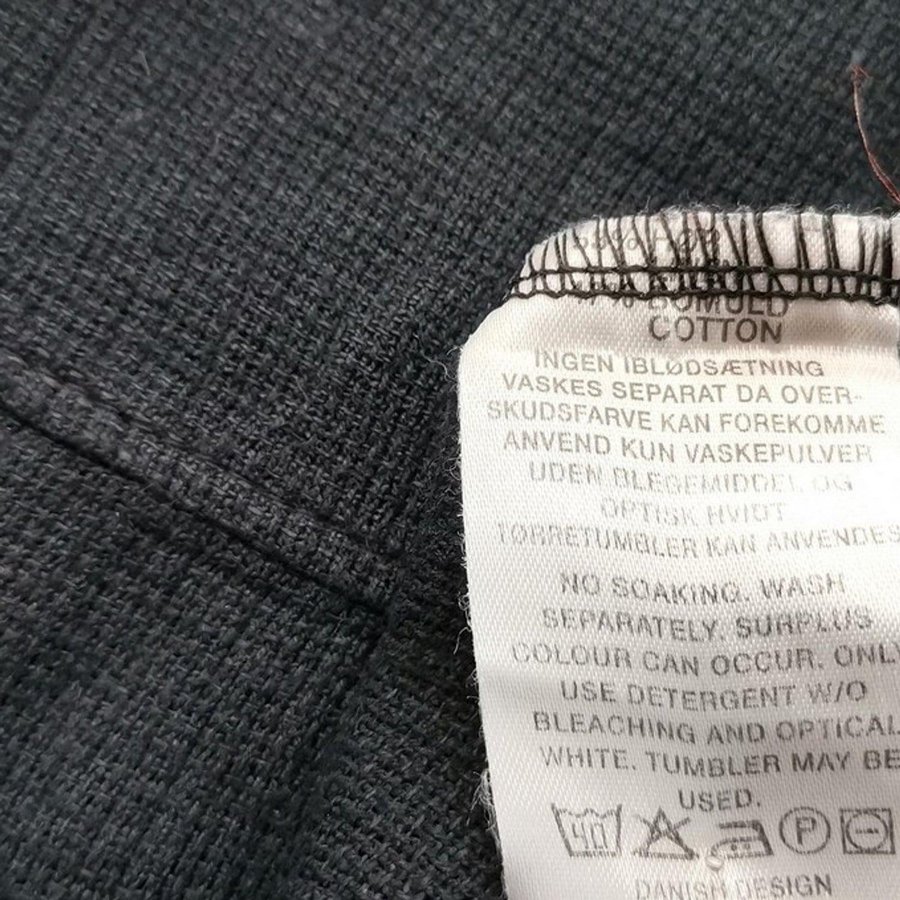 COTTON
INGEN IBLØDSÆTNING
VASKES SEPARAT DA OVER-
SKUDSFARVE KAN FOREKOMME
ANVEND KUN VASKEPULVER
UDEN BLEGEMIDDEL OG
OPTISK HVIDT
TØRRETUMBLER KAN ANVENDES
NO SOAKING. WASH
SEPARATELY. SURPLUS
COLOUR CAN OCCUR. ONLY
USE DETERGENT W/O
BLEACHING AND OPTICAL
WHITE. TUMBLER MAY BE
USED.
40 P
DANISH DESIGN